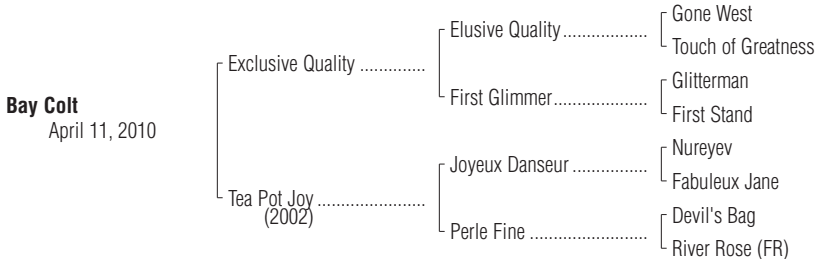 Gone West
Elusive Quality..................
Touch of Greatness
Exclusive Quality ..............
Glitterman
First Glimmer....................
First Stand
Bay Colt
April 11, 2010
Nureyev
Joyeux Danseur ................
Fabuleux Jane
Tea Pot Joy .......................
(2002)
Devil's Bag
Perle Fine .........................
River Rose (FR)